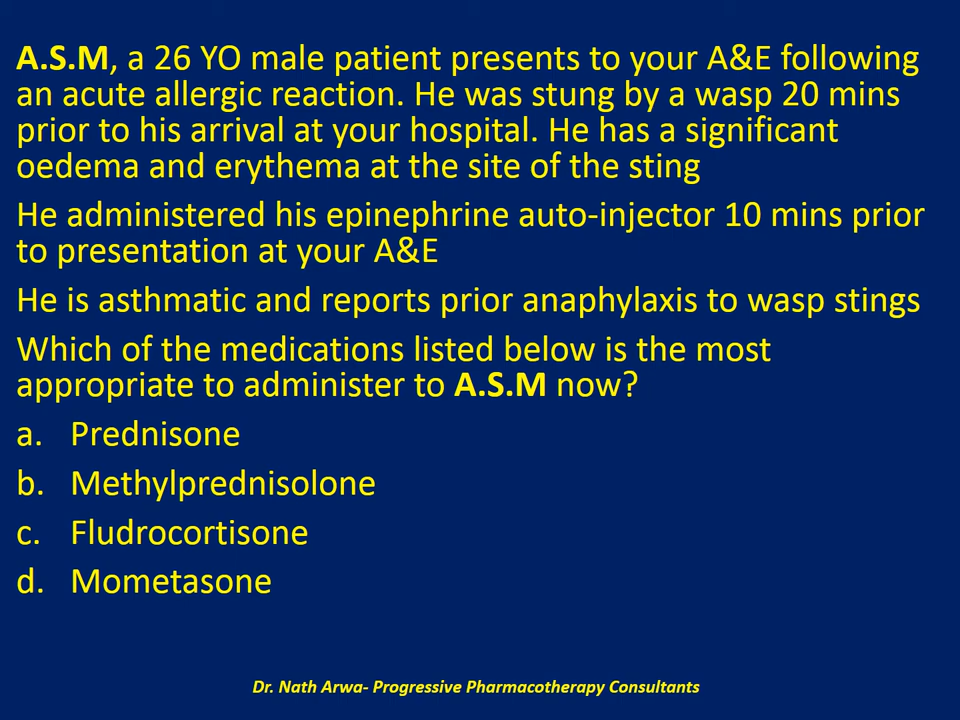 A.S.M, a 26 YO male patient presents to your A&E following
an acute allergic reaction. He was stung by a wasp 20 mins
prior to his arrival at your hospital. He has a significant
oedema and erythema at the site of the sting
He administered his epinephrine auto-injector 10 mins prior
to presentation at your A&E
He is asthmatic and reports prior anaphylaxis to wasp stings
Which of the medications listed below is the most
appropriate to administer to A.S.M now?
a. Prednisone
b. Methylprednisolone
c. Fludrocortisone
d. Mometasone
Dr. Nath Arwa- Progressive Pharmacotherapy Consultants